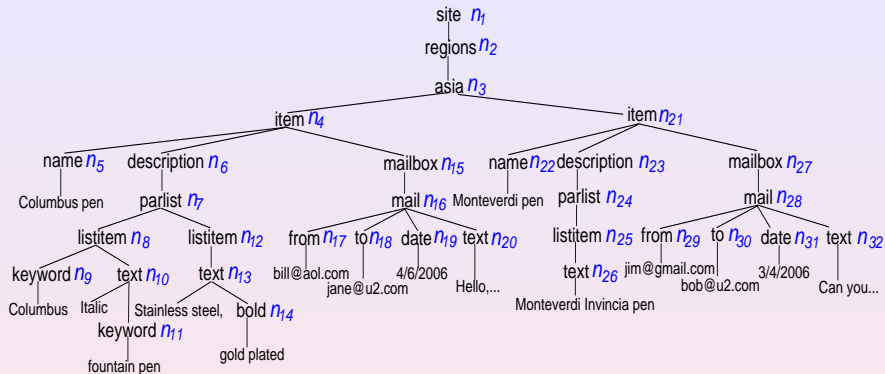 site n1
regions n2
asia n3
item n4 item n21
name n5 description n6 mailbox n15 name n22 description n23 mailbox n27
Columbus pen parlist n7 mail n16 Monteverdi pen parlist n24 mail n28
listitem n8 listitem n12 from n17 to n18 date n19 text n20 listitem n25 from n29 to n30 date n31 text n32
keyword n9 text n10 text n13 bill@aol.com 4/6/2006 text n26 jim@gmail.com 3/4/2006
jane@u2.com Hello,... bob@u2.com Can you...
Columbus Italic Stainless steel, bold n14 Monteverdi Invincia pen
keyword n11
fountain pen gold plated